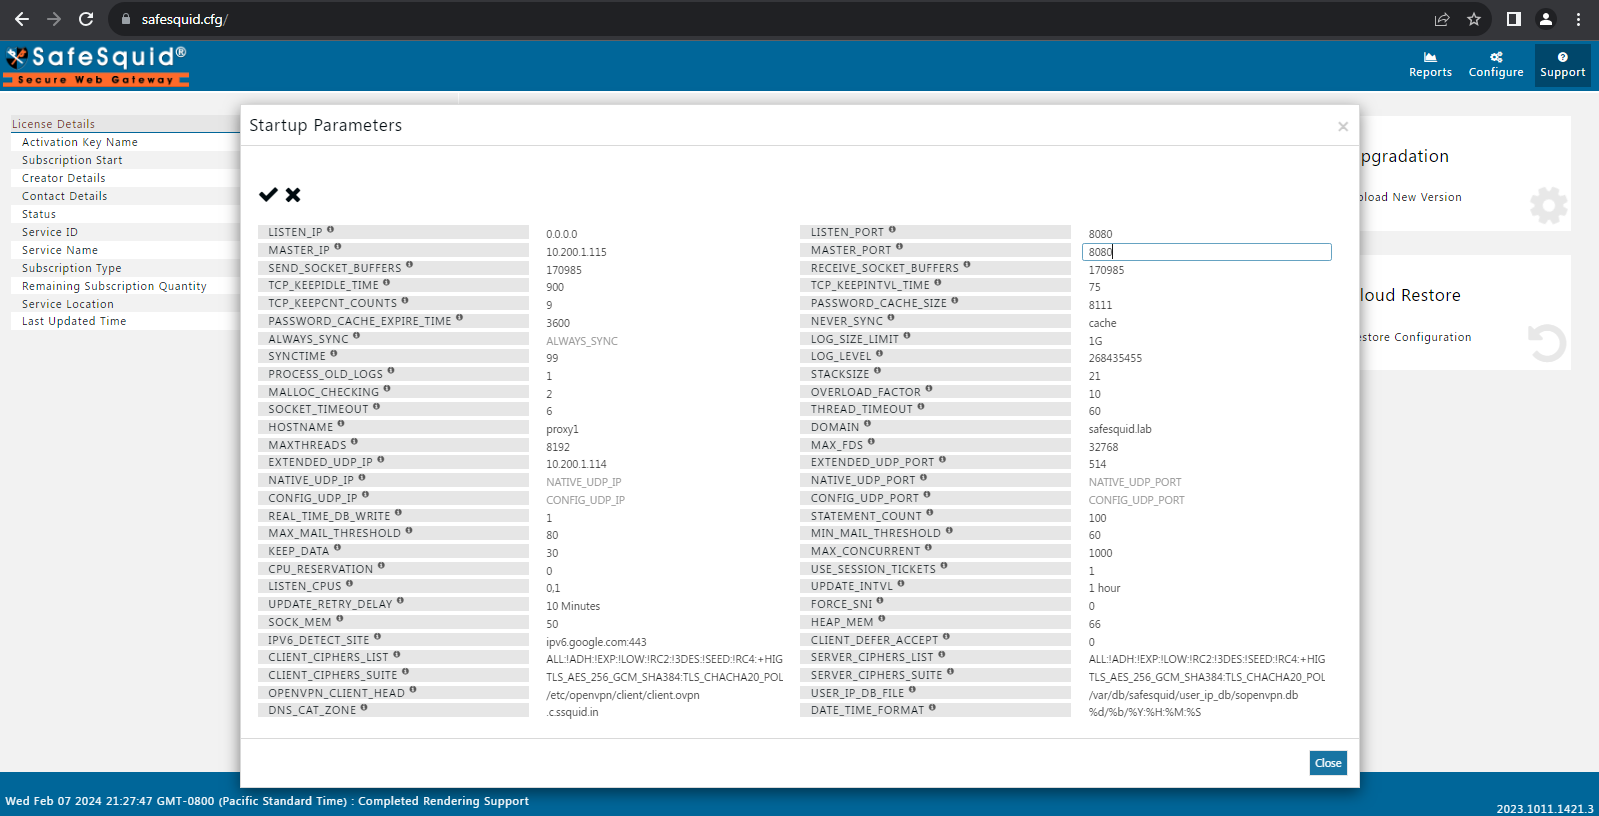 safesquid.cfg/
SafeSquid®
Secure Web Gateway
Reports
Configure
Support
License Details
Activation Key Name
Subscription Start
Creator Details
Contact Details
Status
Service ID
Service Name
Subscription Type
Remaining Subscription Quantity
Service Location
Last Updated Time
Startup Parameters
×
LISTEN_IP 0.0.0.0 LISTEN_PORT 8080
MASTER_IP 10.200.1.115 MASTER_PORT 8080
SEND_SOCKET_BUFFERS 170985 RECEIVE_SOCKET_BUFFERS 170985
TCP_KEEPIDLE_TIME 900 TCP_KEEPINTVL_TIME 75
TCP_KEEPCNT_COUNTS 9 PASSWORD_CACHE_SIZE 8111
PASSWORD_CACHE_EXPIRE_TIME 3600 NEVER_SYNC cache
ALWAYS_SYNC ALWAYS_SYNC LOG_SIZE_LIMIT 1G
SYNCTIME 99 LOG_LEVEL 268435455
PROCESS_OLD_LOGS 1 STACKSIZE 21
MALLOC_CHECKING 2 OVERLOAD_FACTOR 10
SOCKET_TIMEOUT 6 THREAD_TIMEOUT 60
HOSTNAME proxy1 DOMAIN safesquid.lab
MAXTHREADS 8192 MAX_FDS 32768
EXTENDED_UDP_IP 10.200.1.114 EXTENDED_UDP_PORT 514
NATIVE_UDP_IP NATIVE_UDP_IP NATIVE_UDP_PORT NATIVE_UDP_PORT
CONFIG_UDP_IP CONFIG_UDP_IP CONFIG_UDP_PORT CONFIG_UDP_PORT
REAL_TIME_DB_WRITE 1 STATEMENT_COUNT 100
MAX_MAIL_THRESHOLD 80 MIN_MAIL_THRESHOLD 60
KEEP_DATA 30 MAX_CONCURRENT 1000
CPU_RESERVATION 0 USE_SESSION_TICKETS 1
LISTEN_CPUS 0,1 UPDATE_INTVL 1 hour
UPDATE_RETRY_DELAY 10 Minutes FORCE_SNI 0
SOCK_MEM 50 HEAP_MEM 66
IPV6_DETECT_SITE ipv6.google.com:443 CLIENT_DEFER_ACCEPT 0
CLIENT_CIPHERS_LIST ALL:!ADH:!EXP:!LOW:!RC2:!3DES:!SEED:!RC4:+HIG SERVER_CIPHERS_LIST ALL:!ADH:!EXP:!LOW:!RC2:!3DES:!SEED:!RC4:+HIG
CLIENT_CIPHERS_SUITE TLS_AES_256_GCM_SHA384:TLS_CHACHA20_POL SERVER_CIPHERS_SUITE TLS_AES_256_GCM_SHA384:TLS_CHACHA20_POL
OPENVPN_CLIENT_HEAD /etc/openvpn/client/client.ovpn USER_IP_DB_FILE /var/db/safesquid/user_ip_db/sopenvpn.db
DNS_CAT_ZONE .c.ssquid.in DATE_TIME_FORMAT %d/%b/%Y:%H:%M:%S
Close
pgradation
pload New Version
loud Restore
estore Configuration
Wed Feb 07 2024 21:27:47 GMT-0800 (Pacific Standard Time) : Completed Rendering Support
2023.1011.1421.3